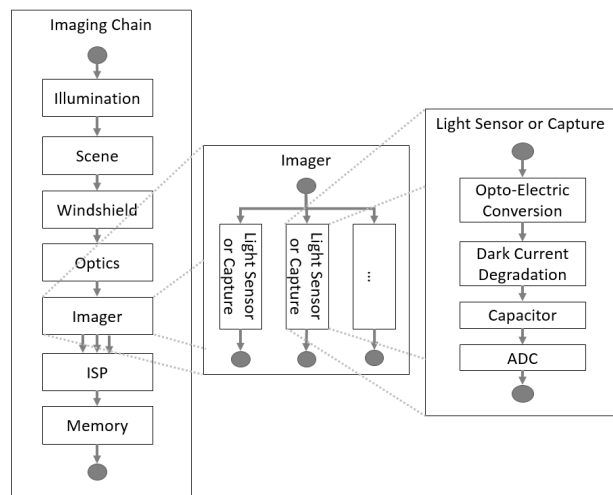 Imaging Chain
Illumination
Scene
Windshield
Optics
Imager
ISP
Memory
Imager
Light Sensor
or Capture
Light Sensor
or Capture
...
Light Sensor or Capture
Opto-Electric
Conversion
Dark Current
Degradation
Capacitor
ADC